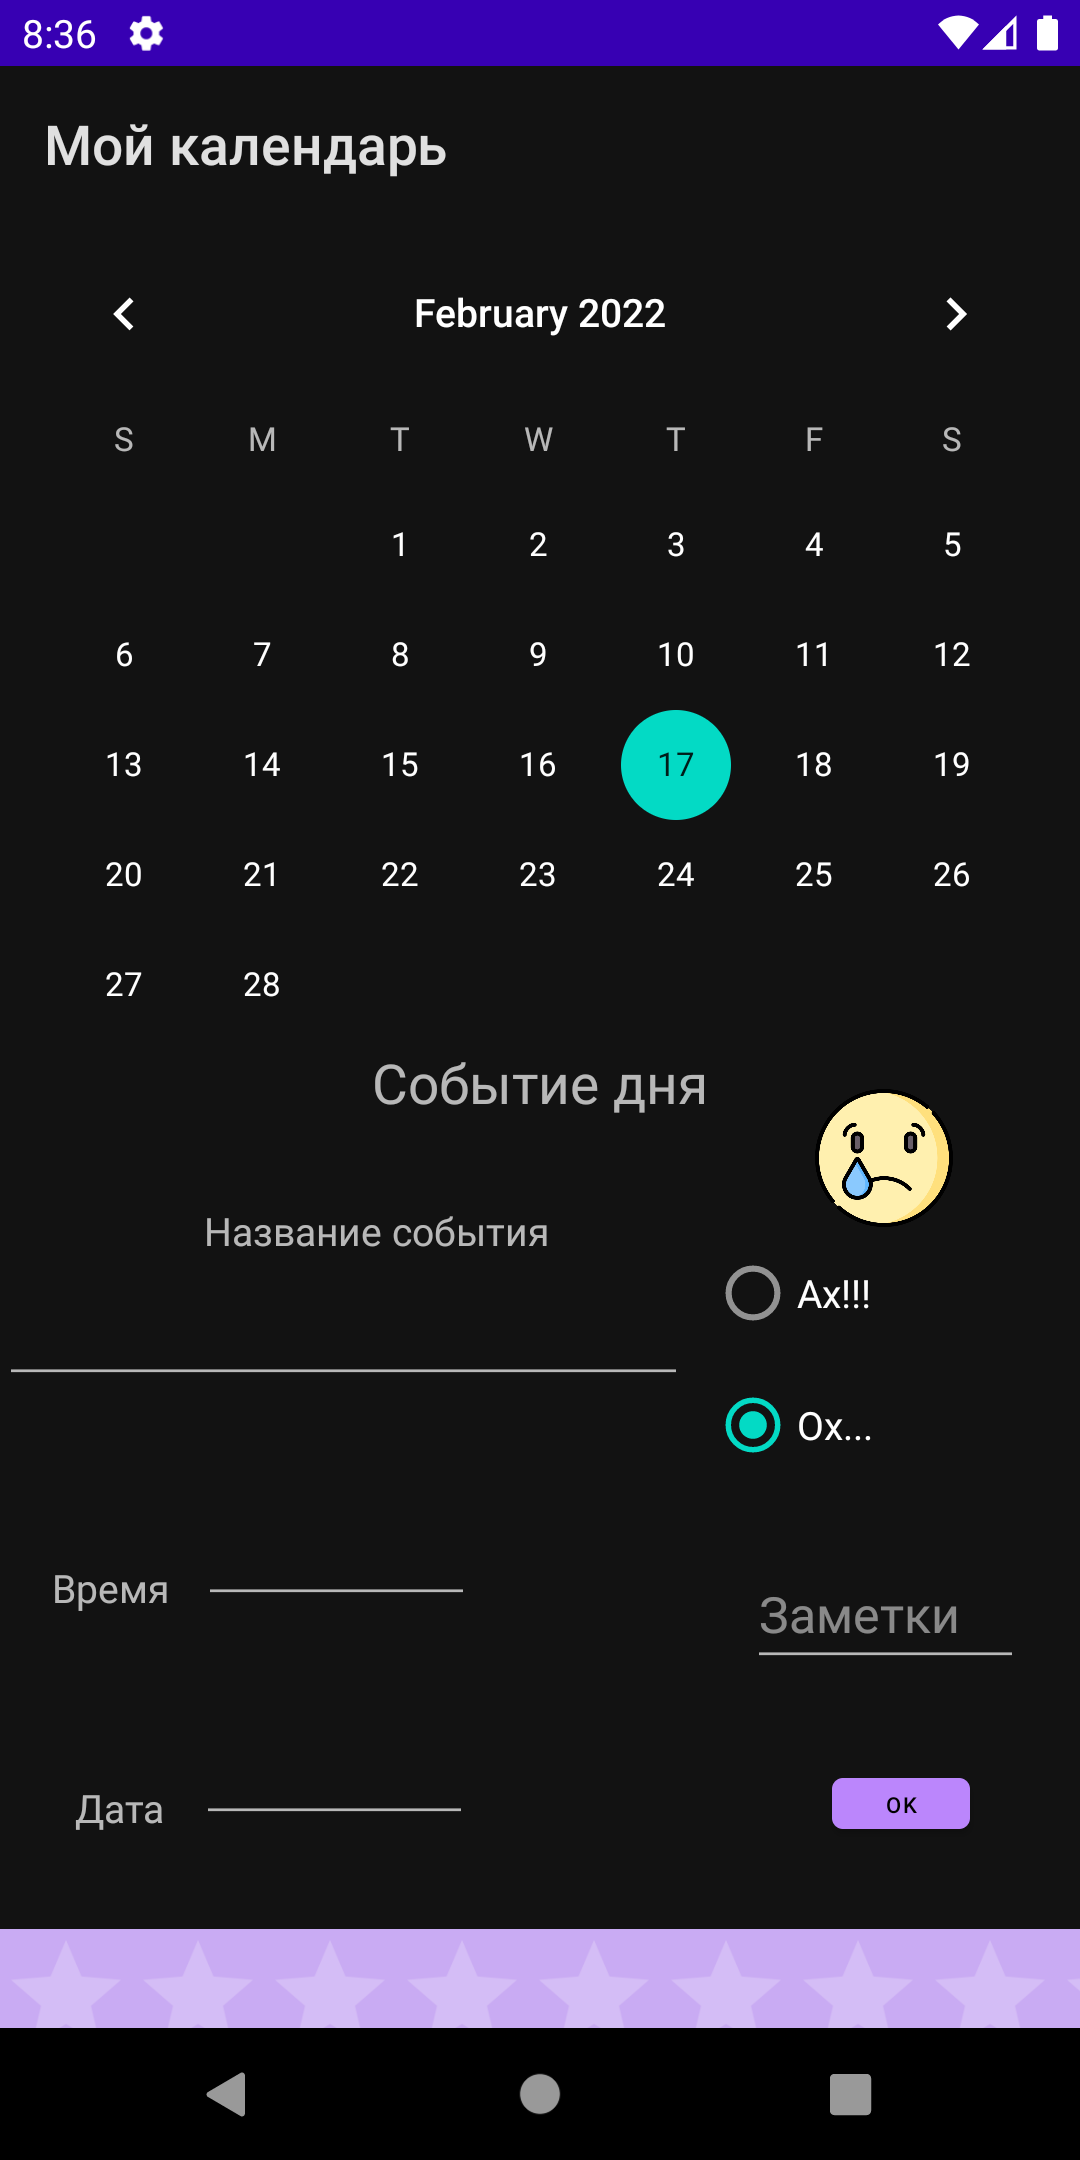 8:36
Мой календарь
February 2022
S M T W T F S
1 2 3 4 5
6 7 8 9 10 11 12
13 14 15 16 17 18 19
20 21 22 23 24 25 26
27 28
Событие дня
Название события
Ах!!!
Ох...
Время
Заметки
Дата
OK